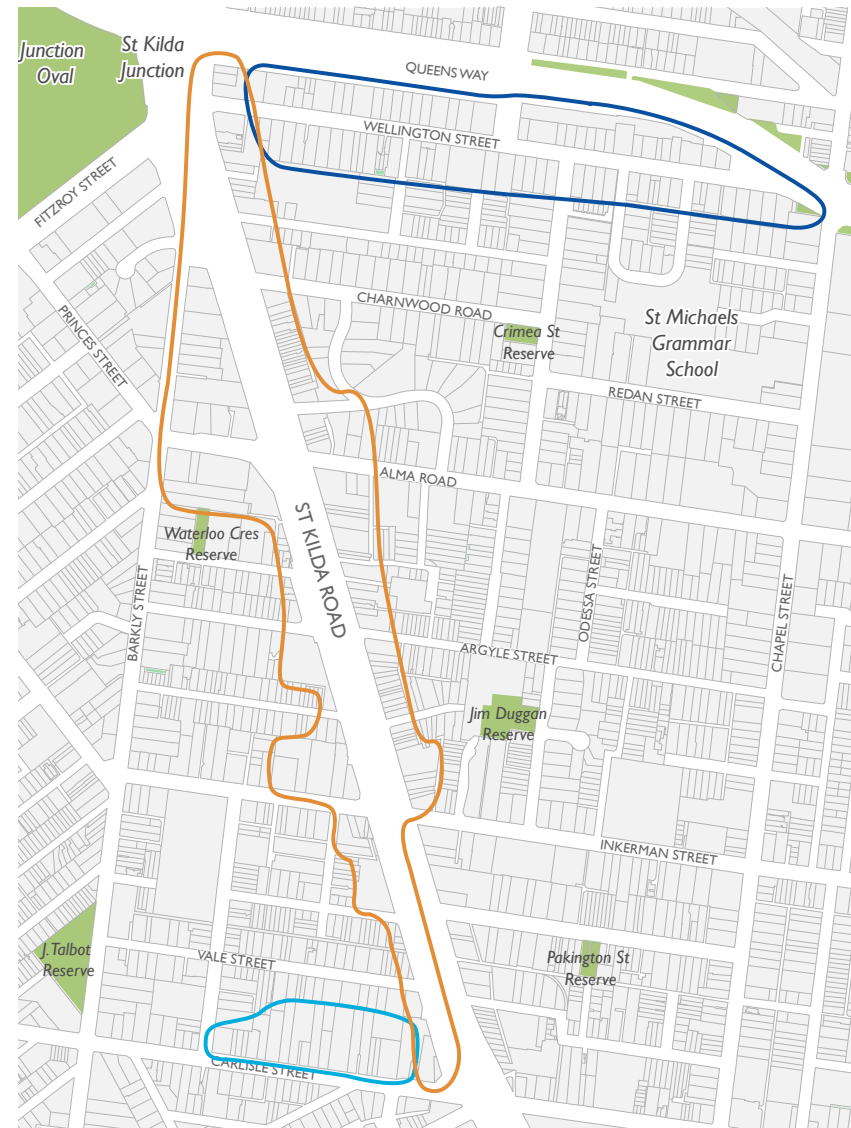 Junction
Oval
St Kilda
Junction
QUEENS WAY
WELLINGTON STREET
FITZROY STREET
PRINCES STREET
CHARNWOOD ROAD
Crimea St
Reserve
St Michaels
Grammar
School
REDAN STREET
ALMA ROAD
Waterloo Cres
Reserve
ST KILDA ROAD
BARKLY STREET
ODESSA STREET
CHAPEL STREET
ARGYLE STREET
Jim Duggan
Reserve
INKERMAN STREET
J.Talbot
Reserve
VALE STREET
Pakington St
Reserve
CARLISLE STREET